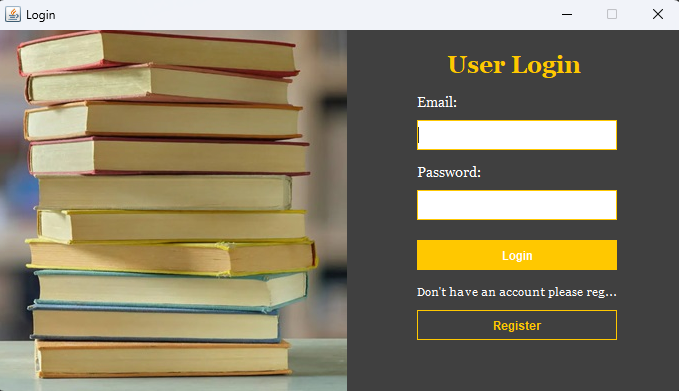 Login
User Login
Email:
Password:
Login
Don't have an account please reg...
Register